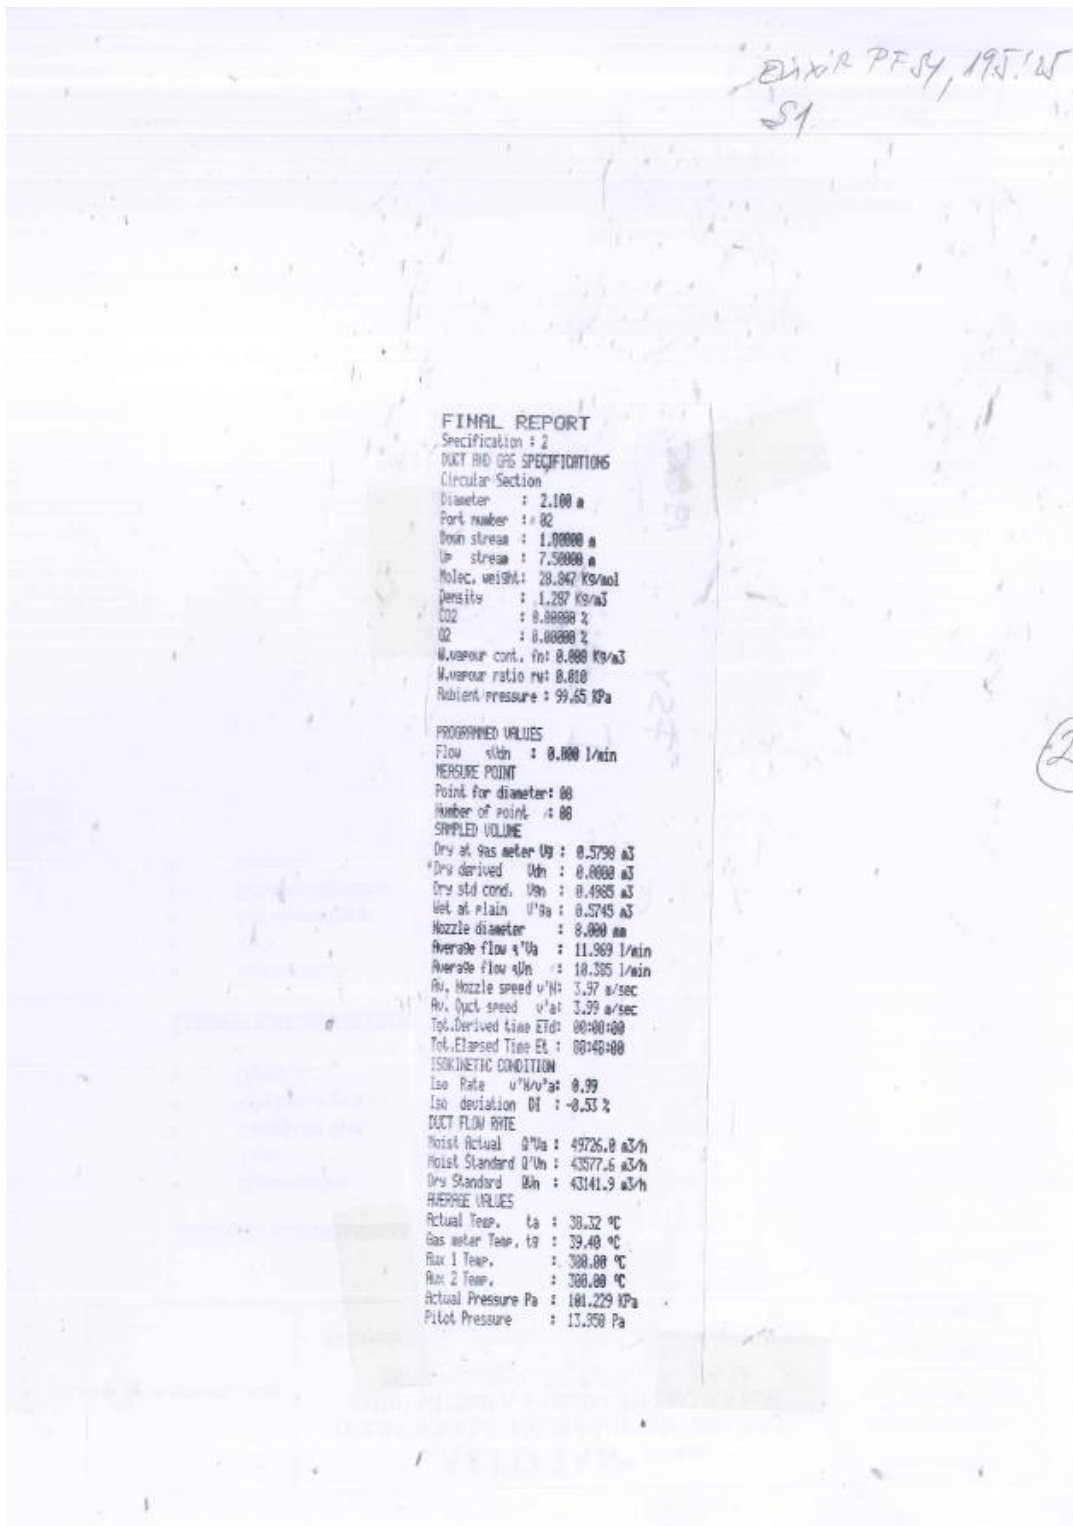 Elixir PFSY, 195/25
S1.
FINAL REPORT
Specification : 2
DUCT AND GAS SPECIFICATIONS
Circular Section
Diameter : 2.100 m
Port number : 02
Down stream : 1.00000 m
Up stream : 7.50000 m
Molec. weight: 28.847 Kg/mol
Density : 1.287 Kg/m3
CO2 : 0.00000 %
O2 : 0.00000 %
W.vapour cont. fn: 0.008 Kg/m3
W.vapour ratio rw: 0.010
Ambient pressure : 99.65 KPa
PROGRAMMED VALUES
Flow qVdn : 0.000 l/min
MEASURE POINT
Point for diameter: 08
Number of point : 08
SAMPLED VOLUME
Dry at gas meter Vg : 0.5790 m3
*Dry derived Vdn : 0.0000 m3
Dry std cond. Vgn : 0.4985 m3
Wet at plain V'ga : 0.5745 m3
Nozzle diameter : 8.000 mm
Average flow q'Va : 11.969 l/min
Average flow qVn : 10.385 l/min
Av. Nozzle speed v'N: 3.97 m/sec
Av. Duct speed v'a: 3.99 m/sec
Tot.Derived time ETd: 00:00:00
Tot.Elapsed Time Et : 00:48:00
ISOKINETIC CONDITION
Iso Rate v'N/v'a: 0.99
Iso deviation DI : -0.53 %
DUCT FLOW RATE
Moist Actual Q'Va : 49726.0 m3/h
Moist Standard Q'Vn : 43577.6 m3/h
Dry Standard QVn : 43141.9 m3/h
AVERAGE VALUES
Actual Temp. ta : 38.32 ºC
Gas meter Temp. tg : 39.40 ºC
Aux 1 Temp. : 300.00 ºC
Aux 2 Temp. : 300.00 ºC
Actual Pressure Pa : 101.229 KPa
Pitot Pressure : 13.950 Pa
2